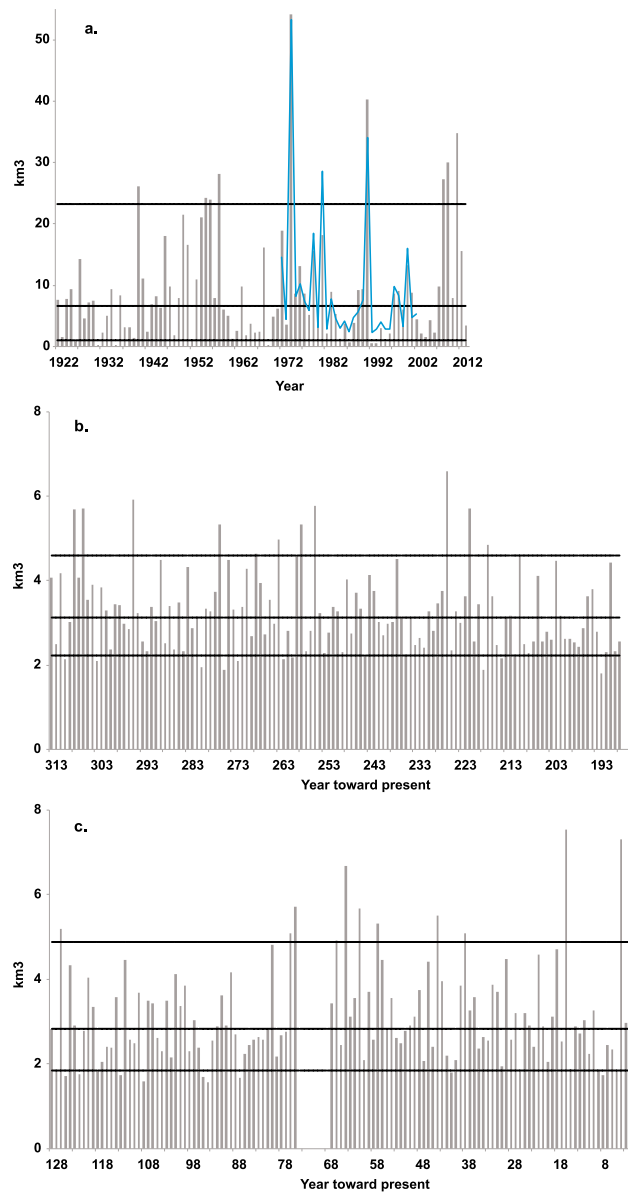 a.
50
40
30
20
10
0
km3
1922 1932 1942 1952 1962 1972 1982 1992 2002 2012
Year
b.
8
6
4
2
0
km3
313 303 293 283 273 263 253 243 233 223 213 203 193
Year toward present
c.
8
6
4
2
0
km3
128 118 108 98 88 78 68 58 48 38 28 18 8
Year toward present